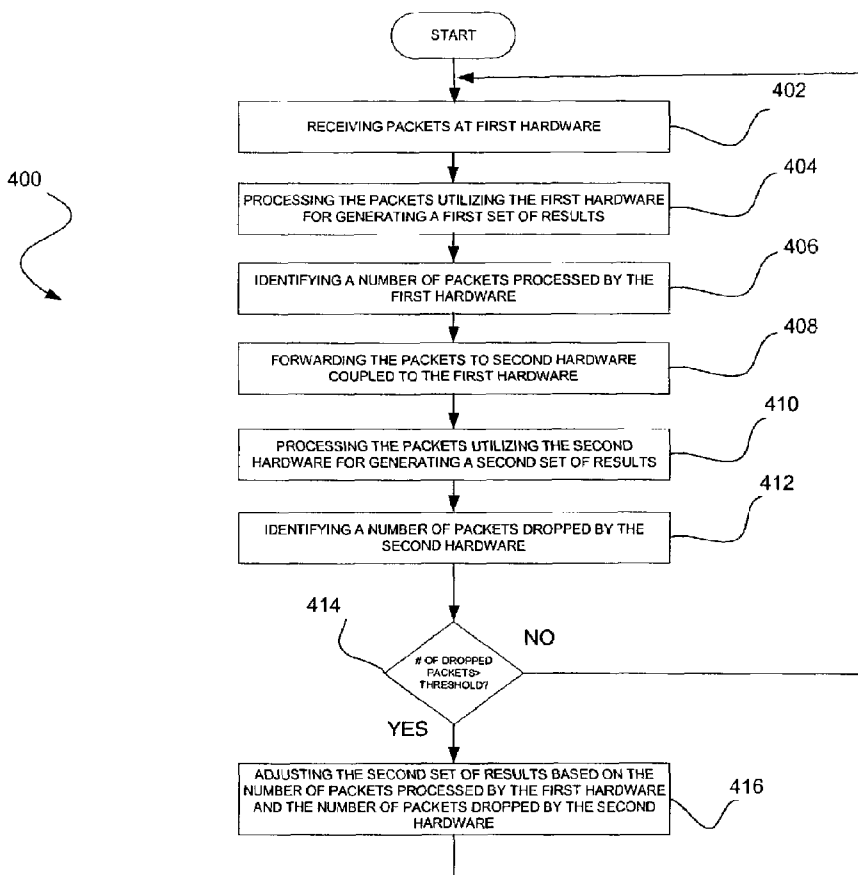 START
402
RECEIVING PACKETS AT FIRST HARDWARE
404
400
PROCESSING THE PACKETS UTILIZING THE FIRST HARDWARE
FOR GENERATING A FIRST SET OF RESULTS
406
IDENTIFYING A NUMBER OF PACKETS PROCESSED BY THE
FIRST HARDWARE
408
FORWARDING THE PACKETS TO SECOND HARDWARE
COUPLED TO THE FIRST HARDWARE
410
PROCESSING THE PACKETS UTILIZING THE SECOND
HARDWARE FOR GENERATING A SECOND SET OF RESULTS
412
IDENTIFYING A NUMBER OF PACKETS DROPPED BY THE
SECOND HARDWARE
414
NO
# OF DROPPED
PACKETS>
THRESHOLD?
YES
ADJUSTING THE SECOND SET OF RESULTS BASED ON THE
NUMBER OF PACKETS PROCESSED BY THE FIRST HARDWARE
AND THE NUMBER OF PACKETS DROPPED BY THE SECOND
HARDWARE
416